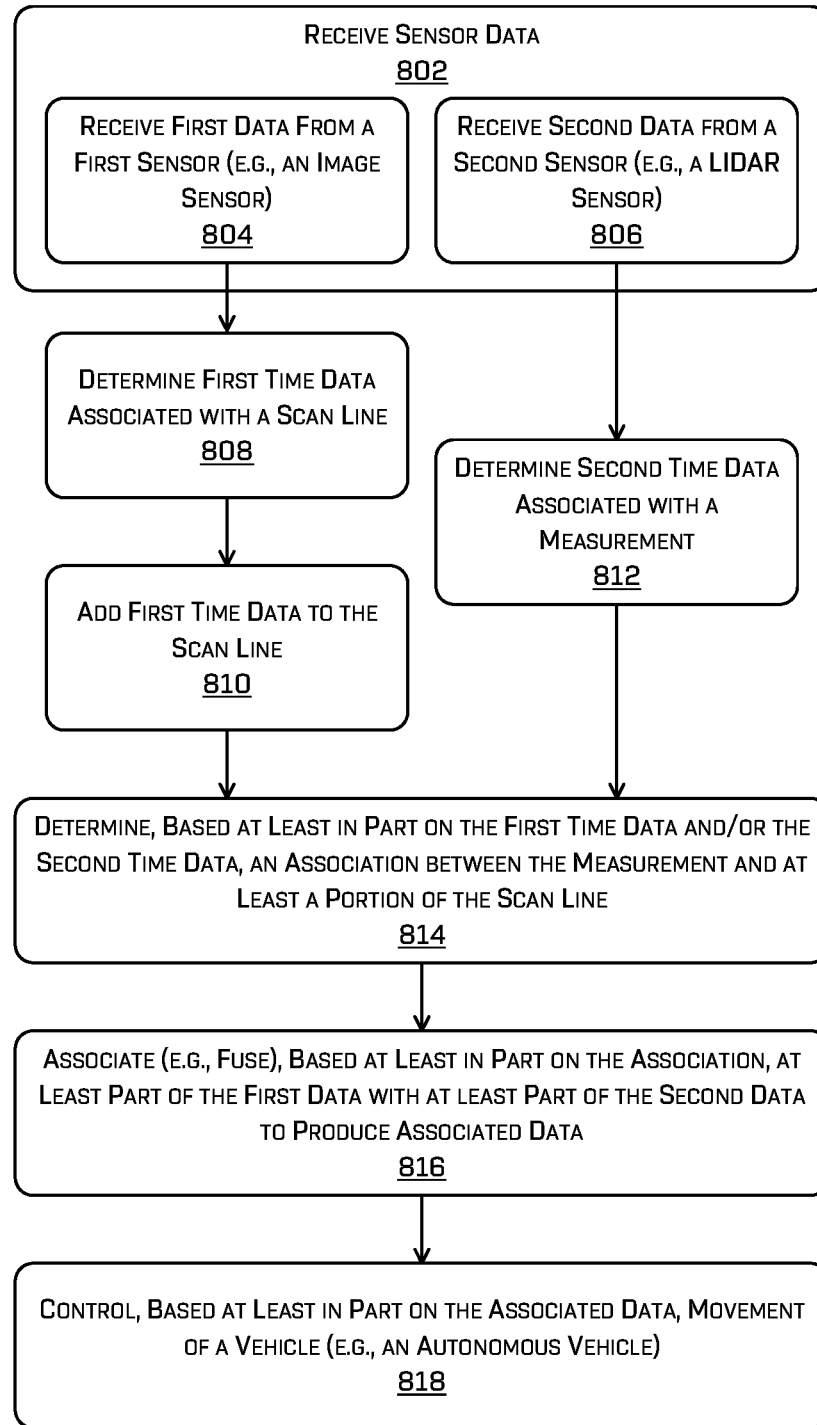 RECEIVE SENSOR DATA
802
RECEIVE FIRST DATA FROM A
FIRST SENSOR (E.G., AN IMAGE
SENSOR)
804
RECEIVE SECOND DATA FROM A
SECOND SENSOR (E.G., A LIDAR
SENSOR)
806
DETERMINE FIRST TIME DATA
ASSOCIATED WITH A SCAN LINE
808
DETERMINE SECOND TIME DATA
ASSOCIATED WITH A
MEASUREMENT
812
ADD FIRST TIME DATA TO THE
SCAN LINE
810
DETERMINE, BASED AT LEAST IN PART ON THE FIRST TIME DATA AND/OR THE
SECOND TIME DATA, AN ASSOCIATION BETWEEN THE MEASUREMENT AND AT
LEAST A PORTION OF THE SCAN LINE
814
ASSOCIATE (E.G., FUSE), BASED AT LEAST IN PART ON THE ASSOCIATION, AT
LEAST PART OF THE FIRST DATA WITH AT LEAST PART OF THE SECOND DATA
TO PRODUCE ASSOCIATED DATA
816
CONTROL, BASED AT LEAST IN PART ON THE ASSOCIATED DATA, MOVEMENT
OF A VEHICLE (E.G., AN AUTONOMOUS VEHICLE)
818